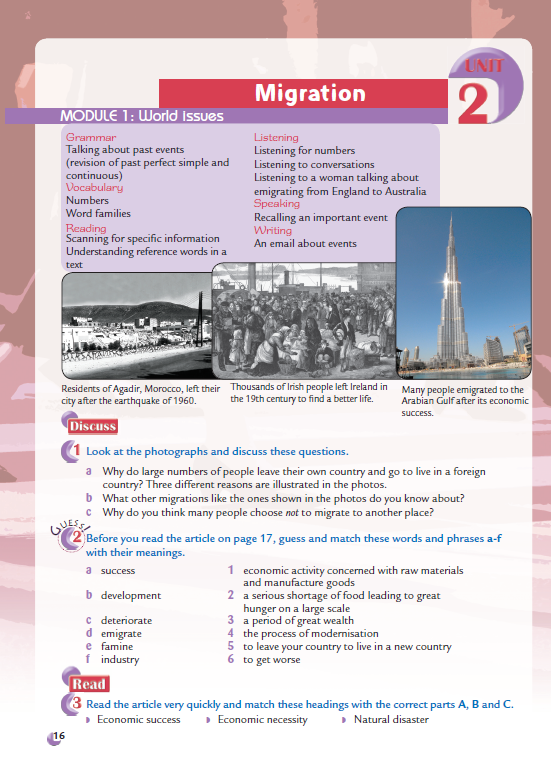 UNIT
2
Migration
MODULE 1: World issues
Grammar
Talking about past events
(revision of past perfect simple and
continuous)
Vocabulary
Numbers
Word families
Reading
Scanning for specific information
Understanding reference words in a
text
Listening
Listening for numbers
Listening to conversations
Listening to a woman talking about
emigrating from England to Australia
Speaking
Recalling an important event
Writing
An email about events
Residents of Agadir, Morocco, left their
city after the earthquake of 1960.
Thousands of Irish people left Ireland in
the 19th century to find a better life.
Many people emigrated to the
Arabian Gulf after its economic
success.
Discuss
1 Look at the photographs and discuss these questions.
a Why do large numbers of people leave their own country and go to live in a foreign
country? Three different reasons are illustrated in the photos.
b What other migrations like the ones shown in the photos do you know about?
c Why do you think many people choose not to migrate to another place?
GUESS!
2 Before you read the article on page 17, guess and match these words and phrases a-f
with their meanings.
a success 1 economic activity concerned with raw materials
and manufacture goods
b development 2 a serious shortage of food leading to great
hunger on a large scale
c deteriorate 3 a period of great wealth
d emigrate 4 the process of modernisation
e famine 5 to leave your country to live in a new country
f industry 6 to get worse
Read
3 Read the article very quickly and match these headings with the correct parts A, B and C.
Economic success Economic necessity Natural disaster
16